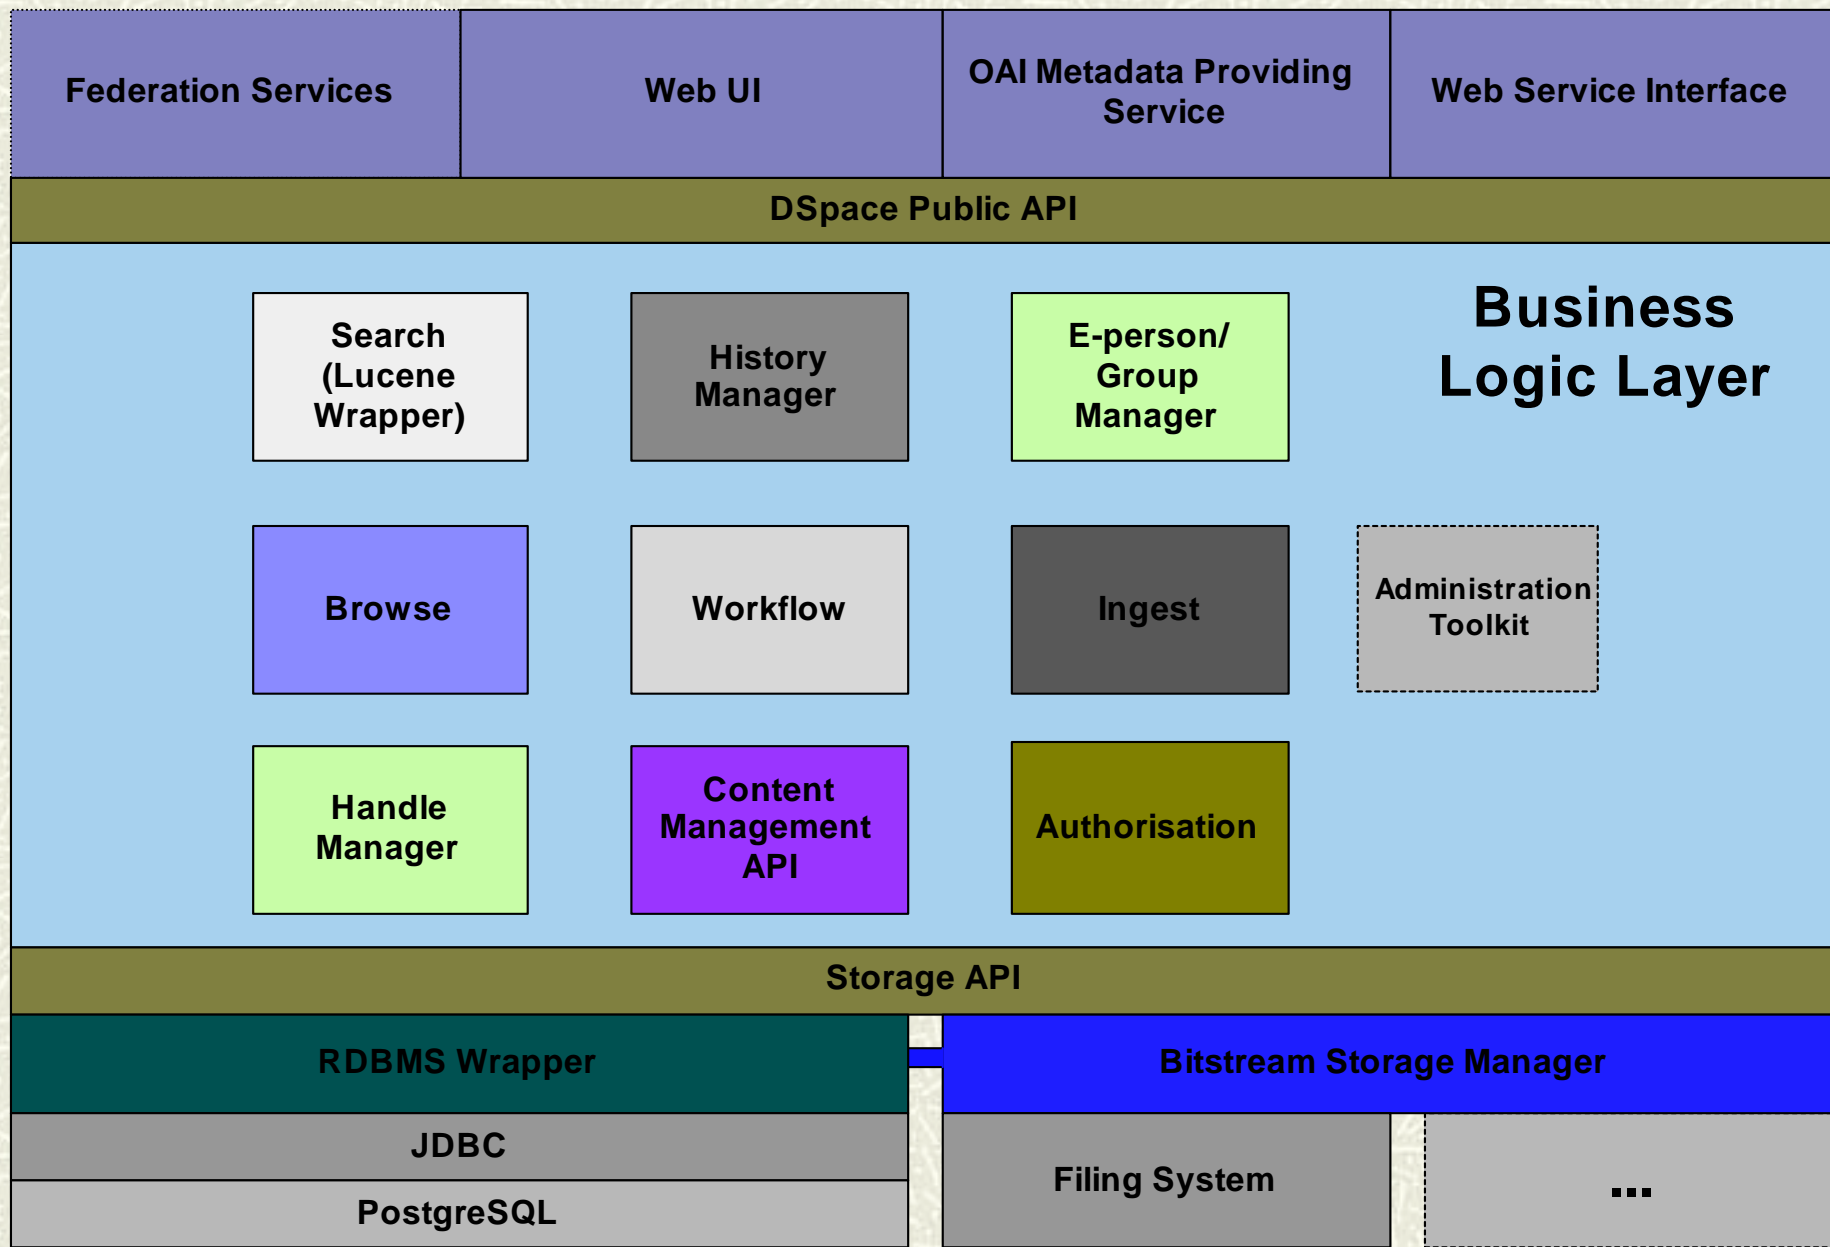 Federation Services
Web UI
OAI Metadata Providing
Service
Web Service Interface
DSpace Public API
Business
Logic Layer
Search
(Lucene
Wrapper)
History
Manager
E-person/
Group
Manager
Browse
Workflow
Ingest
Administration
Toolkit
Handle
Manager
Content
Management
API
Authorisation
Storage API
RDBMS Wrapper
Bitstream Storage Manager
JDBC
PostgreSQL
Filing System
...